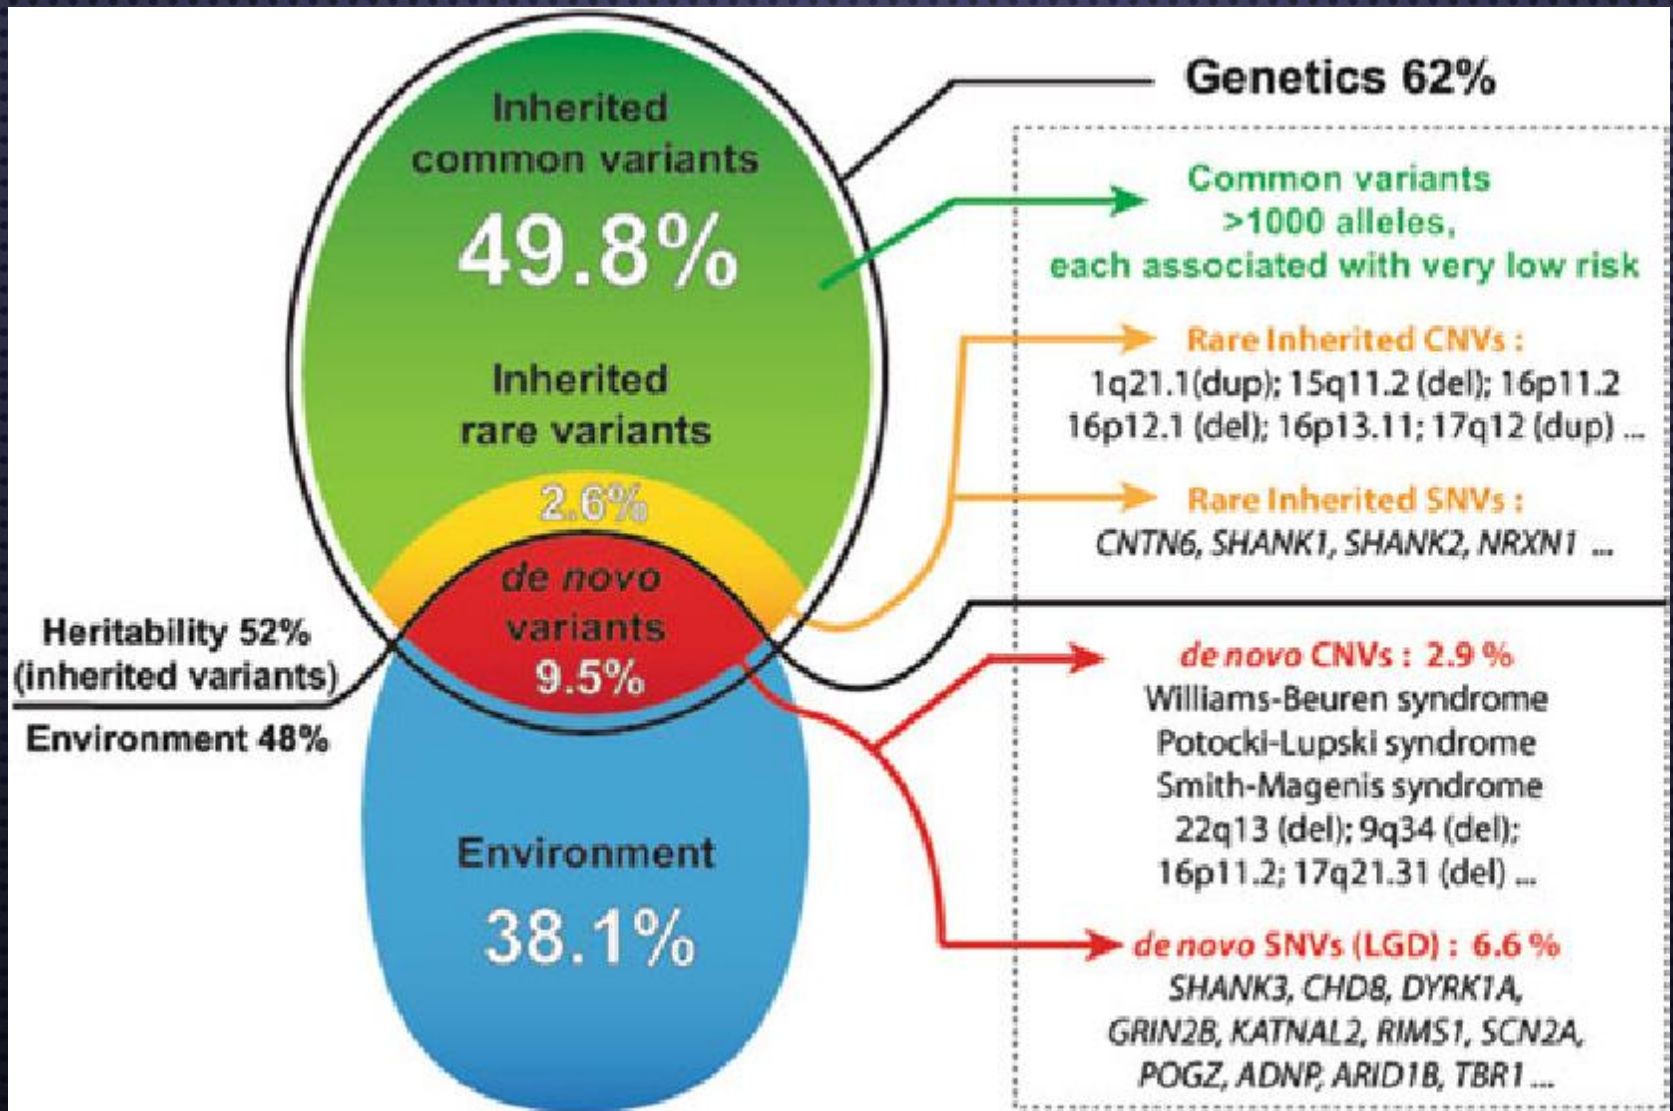 Inherited
common variants
49.8%
Inherited
rare variants
2.6%
de novo
variants
9.5%
Heritability 52%
(inherited variants)
Environment 48%
Environment
38.1%
Genetics 62%
Common variants
>1000 alleles,
each associated with very low risk
Rare Inherited CNVs :
1q21.1(dup); 15q11.2 (del); 16p11.2
16p12.1 (del); 16p13.11; 17q12 (dup) ...
Rare Inherited SNVs :
CNTN6, SHANK1, SHANK2, NRXN1 ...
de novo CNVs : 2.9 %
Williams-Beuren syndrome
Potocki-Lupski syndrome
Smith-Magenis syndrome
22q13 (del); 9q34 (del);
16p11.2; 17q21.31 (del) ...
de novo SNVs (LGD) : 6.6 %
SHANK3, CHD8, DYRK1A,
GRIN2B, KATNAL2, RIMS1, SCN2A,
POGZ, ADNP, ARID1B, TBR1 ...